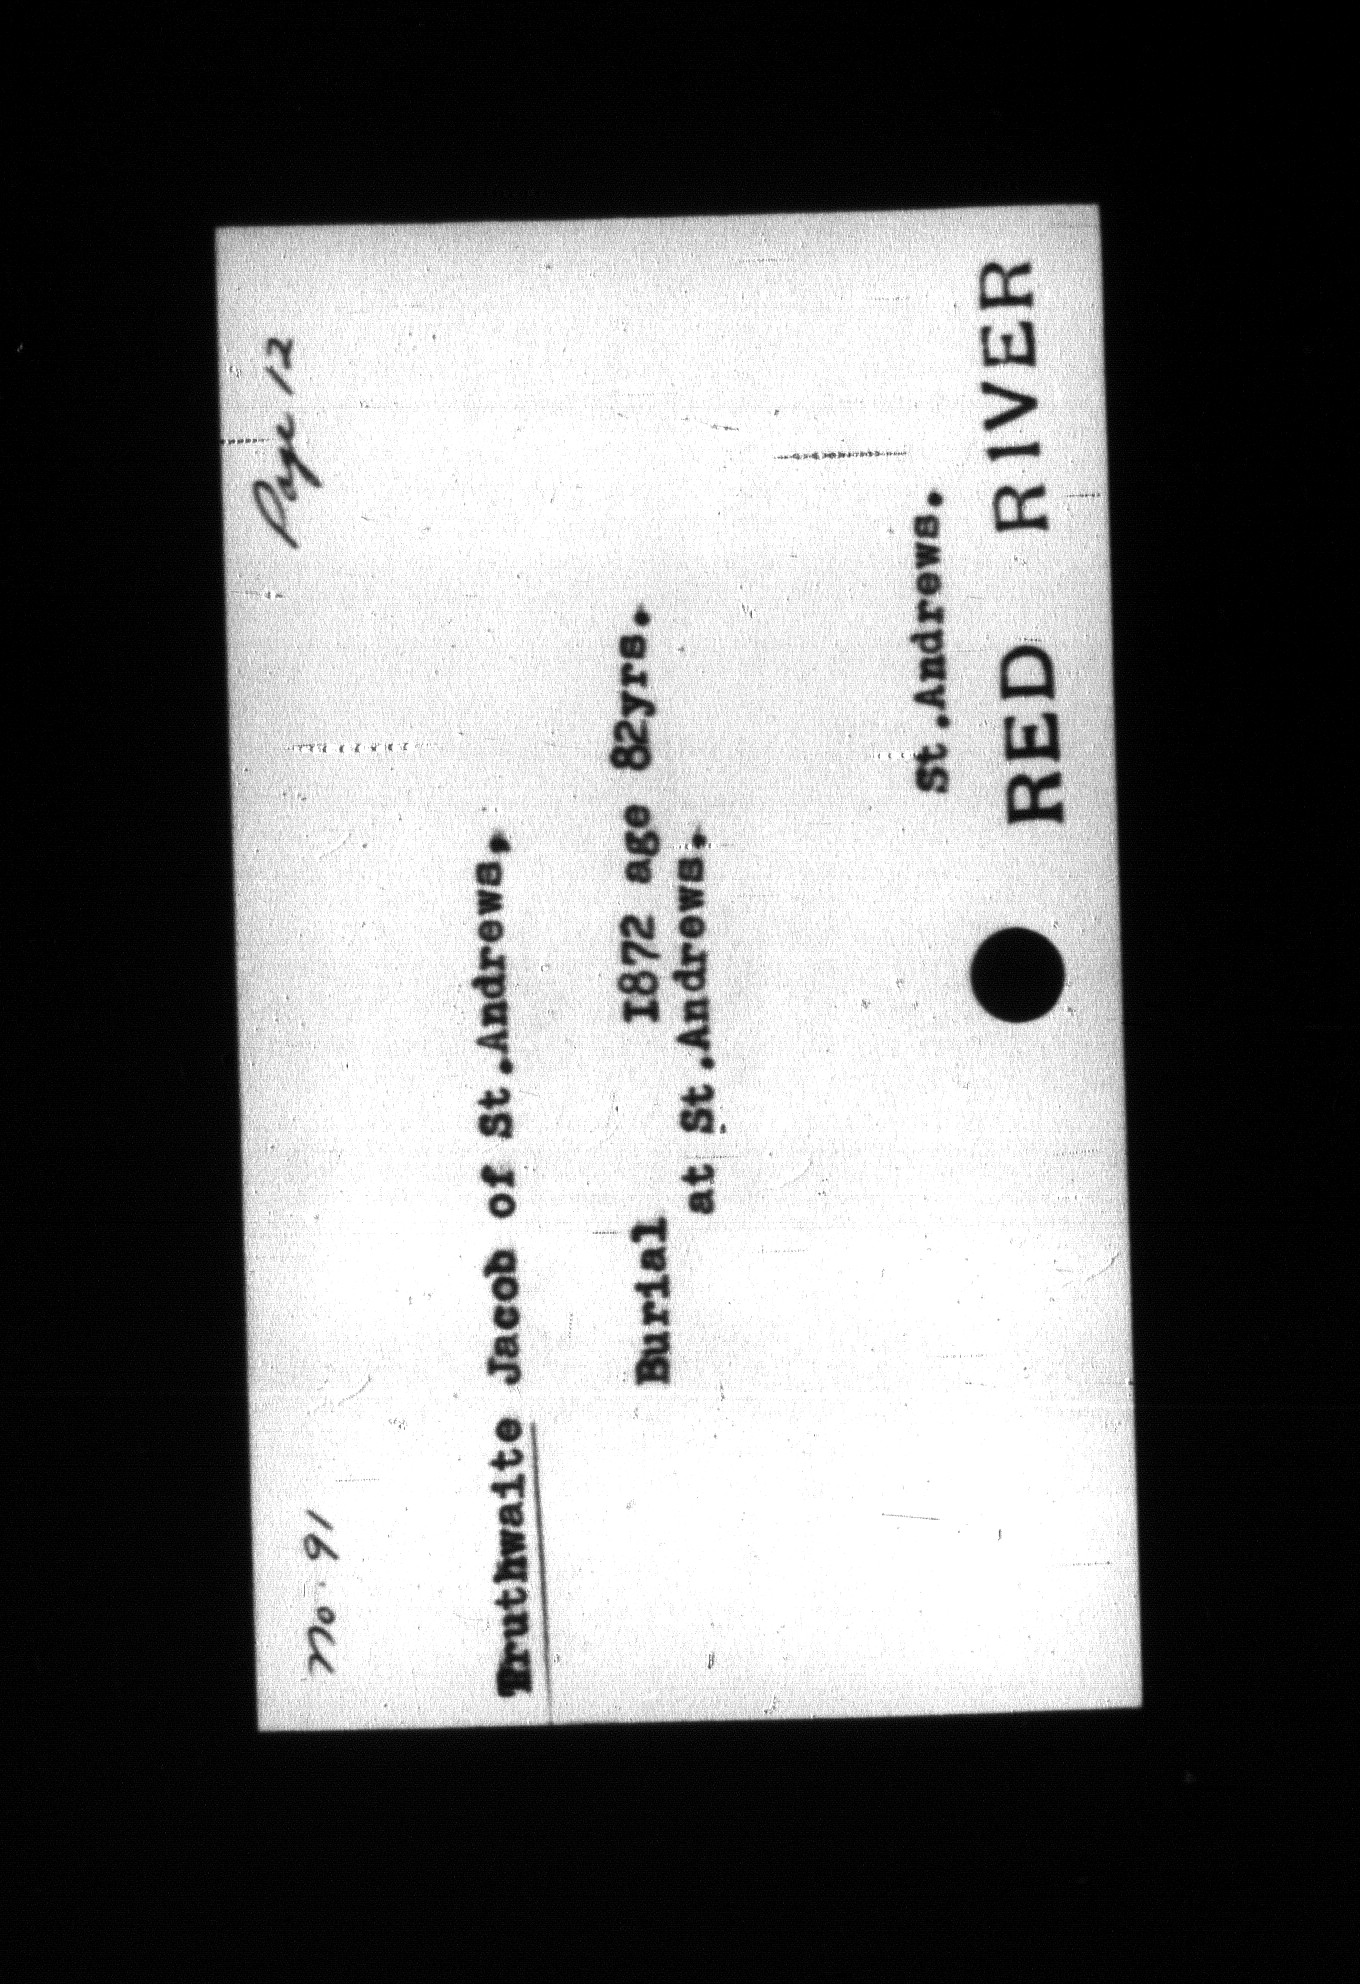 No. 91 Page 12
Truthwaite Jacob of St.Andrews,
Burial I872 age 82yrs.
at St.Andrews.
St.Andrews.
RED RIVER